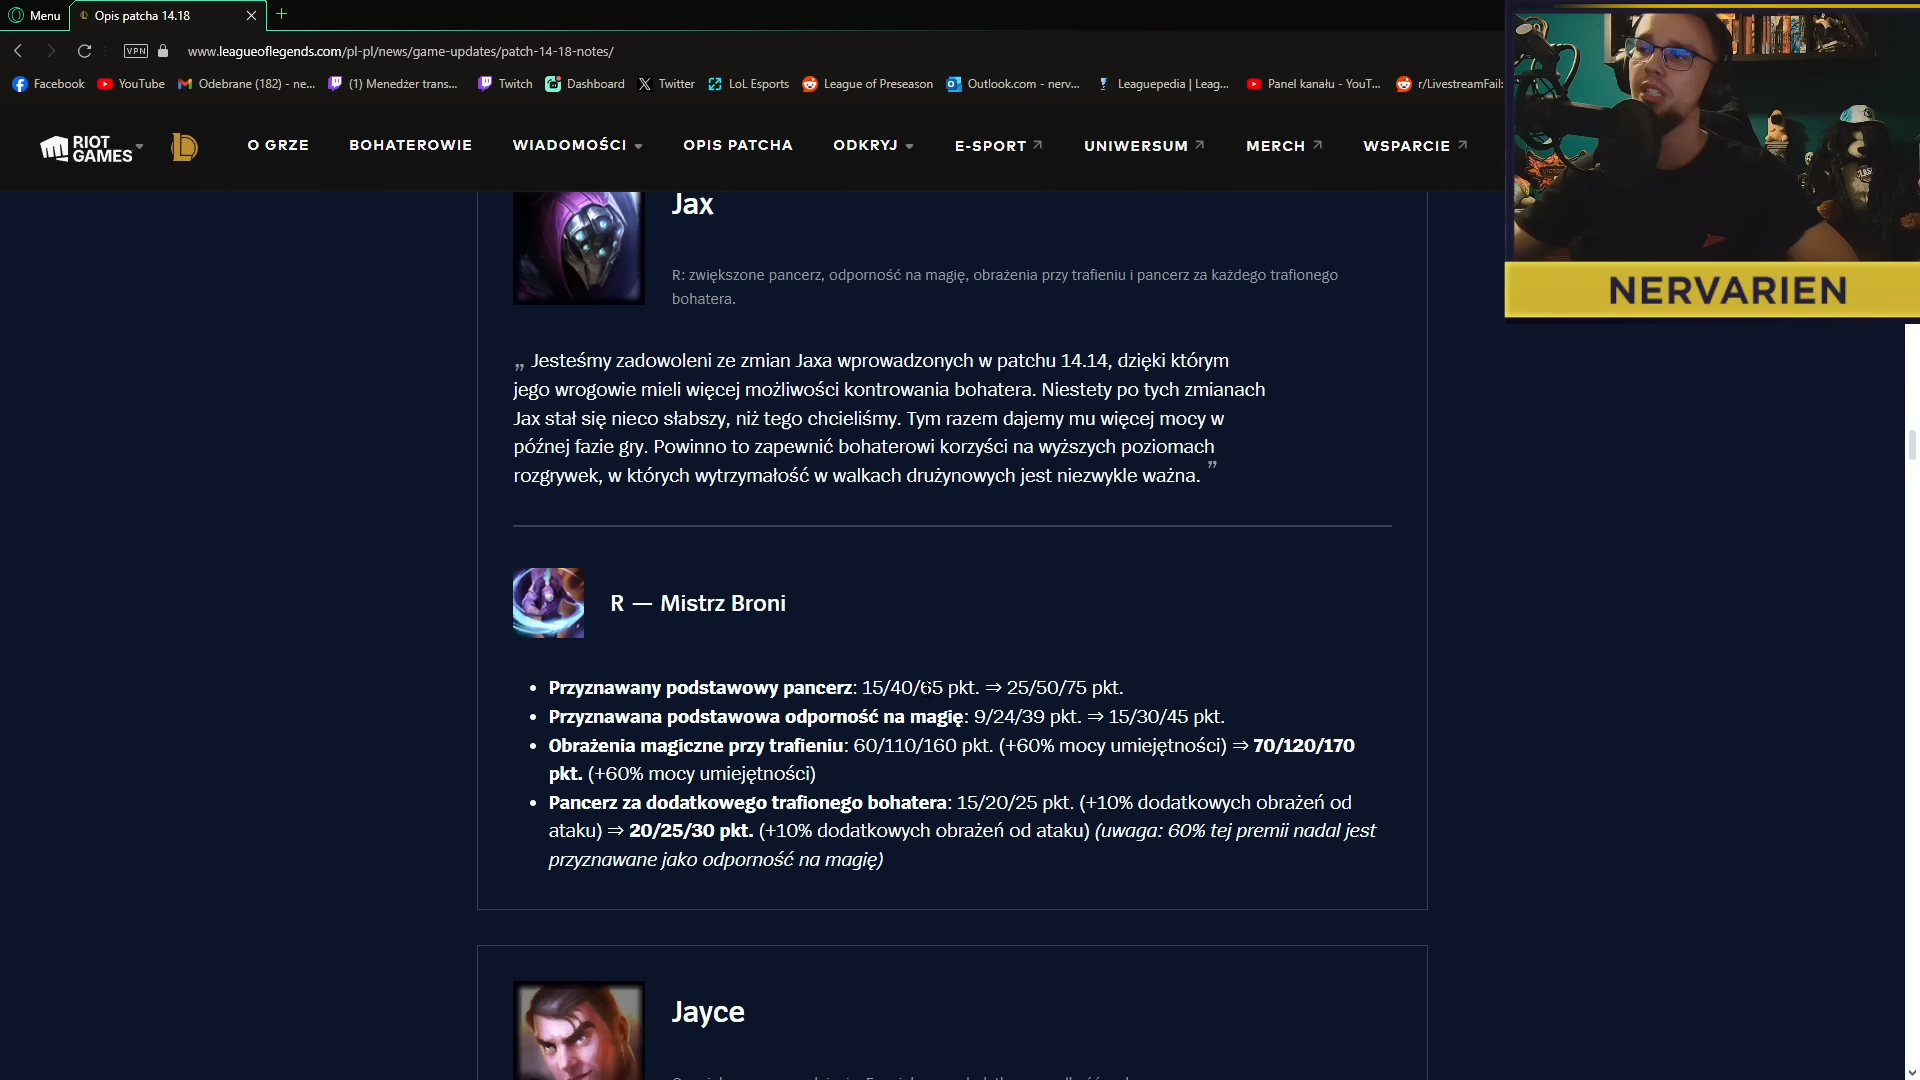 Menu
Opis patcha 14.18
VPN
www.leagueoflegends.com/pl-pl/news/game-updates/patch-14-18-notes/
Facebook
YouTube
Odebrane (182) - ne...
(1) Menedżer trans...
Twitch
Dashboard
Twitter
LoL Esports
League of Preseason
Outlook.com - nerv...
Leaguepedia | Leag...
Panel kanału - YouT...
r/LivestreamFail:
RIOT GAMES
O GRZE
BOHATEROWIE
WIADOMOŚCI
OPIS PATCHA
ODKRYJ
E-SPORT
UNIWERSUM
MERCH
WSPARCIE
NERVARIEN
Jax
R: zwiększone pancerz, odporność na magię, obrażenia przy trafieniu i pancerz za każdego trafionego
bohatera.
„ Jesteśmy zadowoleni ze zmian Jaxa wprowadzonych w patchu 14.14, dzięki którym
jego wrogowie mieli więcej możliwości kontrowania bohatera. Niestety po tych zmianach
Jax stał się nieco słabszy, niż tego chcieliśmy. Tym razem dajemy mu więcej mocy w
późnej fazie gry. Powinno to zapewnić bohaterowi korzyści na wyższych poziomach
rozgrywek, w których wytrzymałość w walkach drużynowych jest niezwykle ważna. ”
R — Mistrz Broni
• Przyznawany podstawowy pancerz: 15/40/65 pkt. ⇒ 25/50/75 pkt.
• Przyznawana podstawowa odporność na magię: 9/24/39 pkt. ⇒ 15/30/45 pkt.
• Obrażenia magiczne przy trafieniu: 60/110/160 pkt. (+60% mocy umiejętności) ⇒ 70/120/170
pkt. (+60% mocy umiejętności)
• Pancerz za dodatkowego trafionego bohatera: 15/20/25 pkt. (+10% dodatkowych obrażeń od
ataku) ⇒ 20/25/30 pkt. (+10% dodatkowych obrażeń od ataku) (uwaga: 60% tej premii nadal jest
przyznawane jako odporność na magię)
Jayce